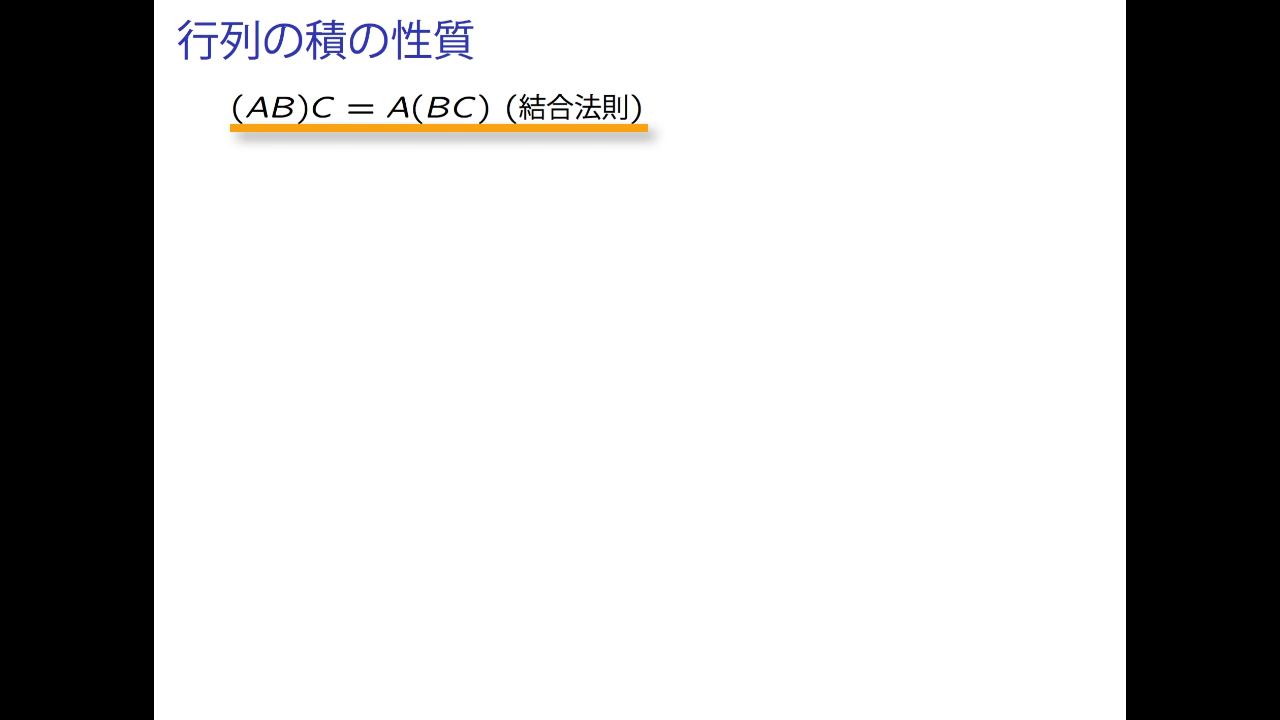 行列の積の性質
(AB)C = A(BC) (結合法則)